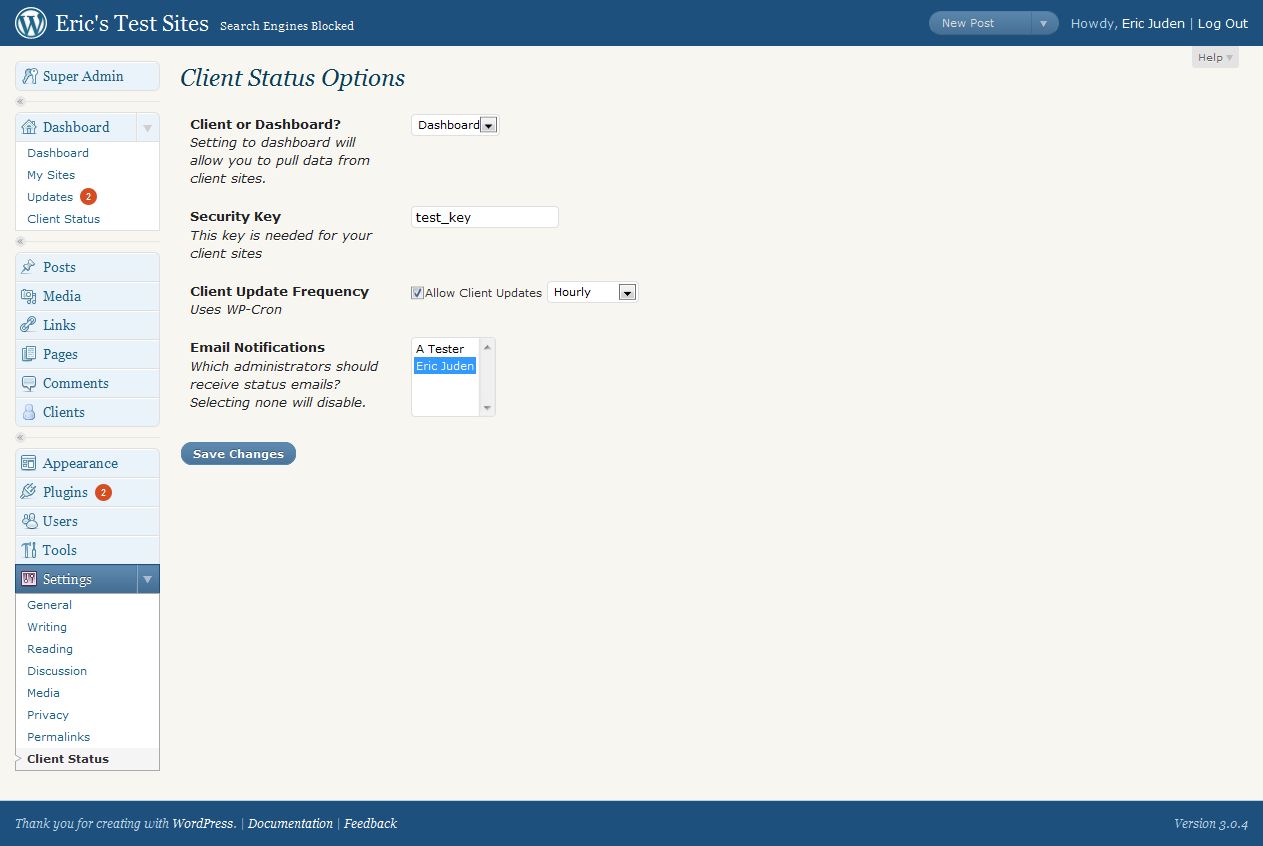 Eric's Test Sites Search Engines Blocked
New Post
Howdy, Eric Juden | Log Out
Help
Super Admin
Dashboard
Dashboard
My Sites
Updates 2
Client Status
Posts
Media
Links
Pages
Comments
Clients
Appearance
Plugins 2
Users
Tools
Settings
General
Writing
Reading
Discussion
Media
Privacy
Permalinks
Client Status
Client Status Options
Client or Dashboard?
Setting to dashboard will
allow you to pull data from
client sites.
Dashboard
Security Key
This key is needed for your
client sites
test_key
Client Update Frequency
Uses WP-Cron
Allow Client Updates Hourly
Email Notifications
Which administrators should
receive status emails?
Selecting none will disable.
A Tester
Eric Juden
Save Changes
Thank you for creating with WordPress. | Documentation | Feedback
Version 3.0.4